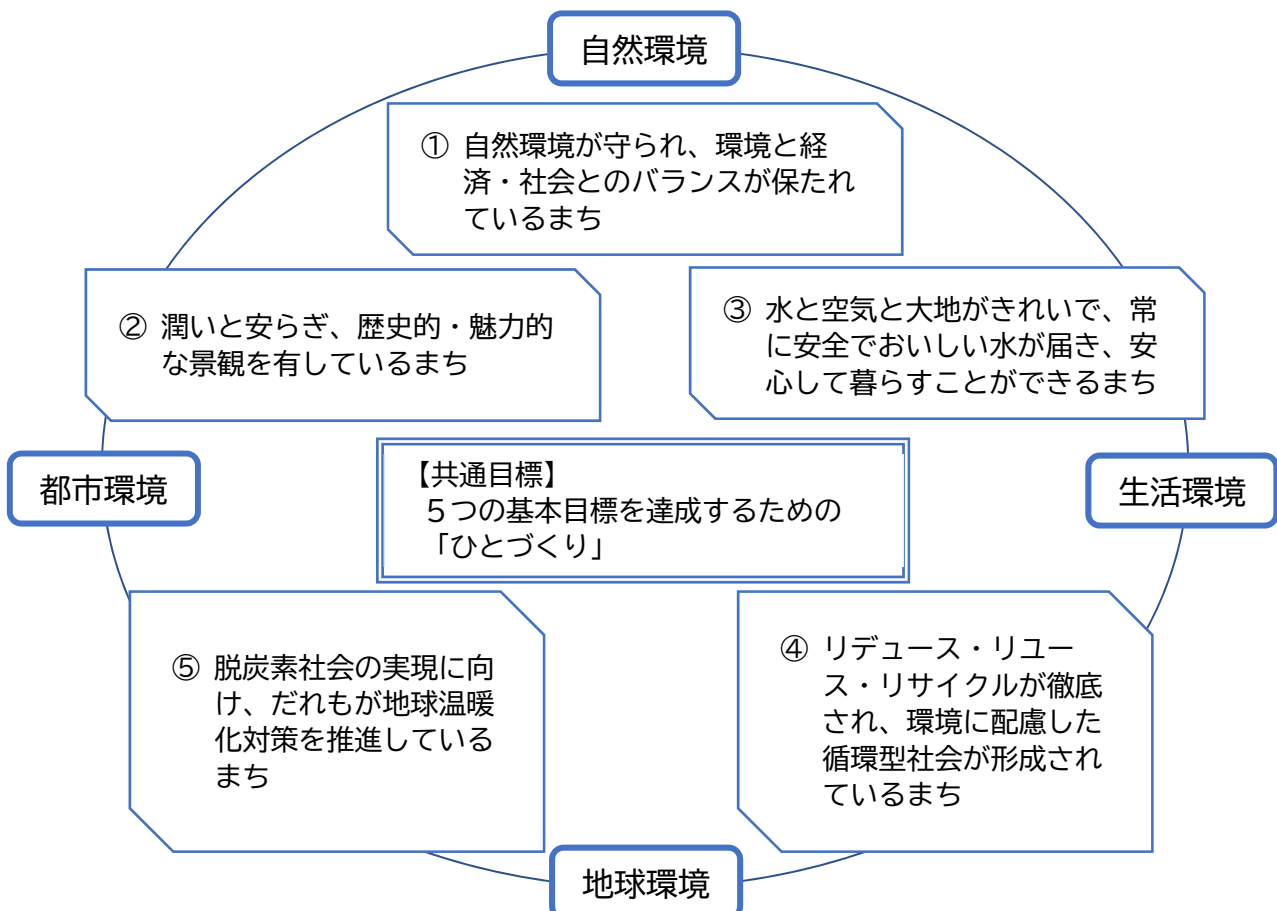 自然環境
① 自然環境が守られ、環境と経
済・社会とのバランスが保たれ
ているまち
② 潤いと安らぎ、歴史的・魅力的
な景観を有しているまち
③ 水と空気と大地がきれいで、常
に安全でおいしい水が届き、安
心して暮らすことができるまち
都市環境
【共通目標】
５つの基本目標を達成するための
「ひとづくり」
生活環境
④ リデュース・リユー
ス・リサイクルが徹底
され、環境に配慮した
循環型社会が形成され
ているまち
⑤ 脱炭素社会の実現に向
け、だれもが地球温暖
化対策を推進している
まち
地球環境